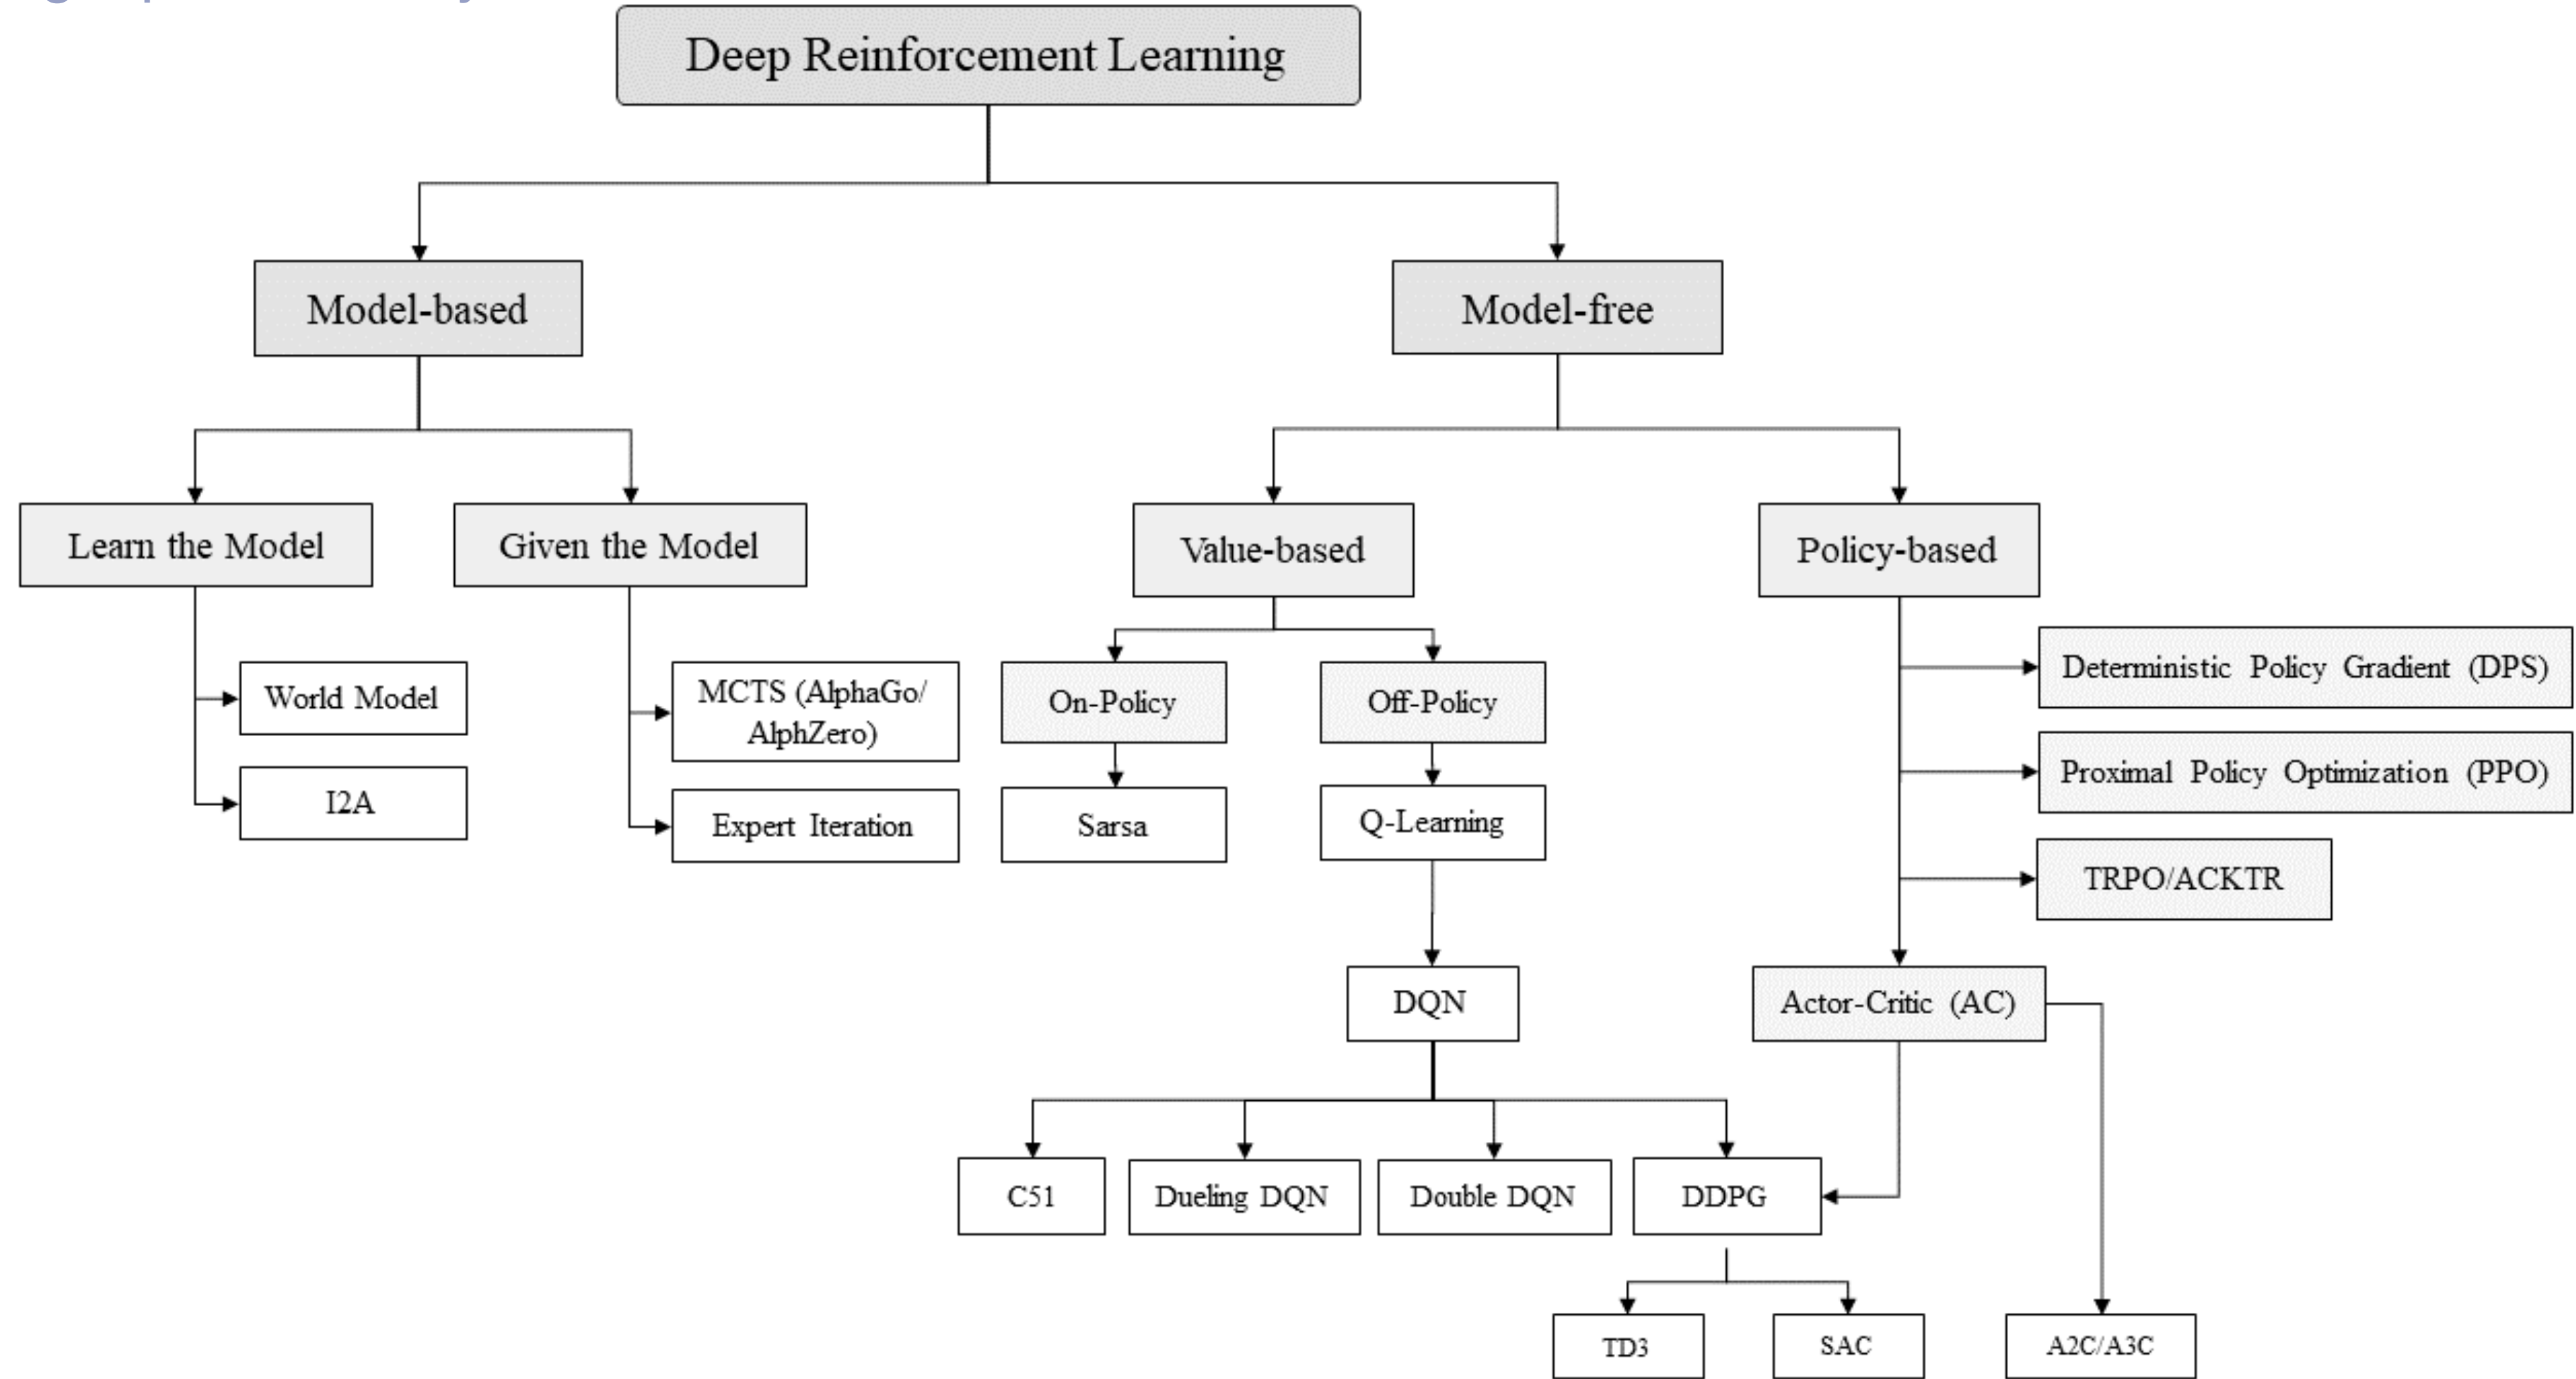 Deep Reinforcement Learning
Model-based
Model-free
Learn the Model
Given the Model
Value-based
Policy-based
World Model
I2A
MCTS (AlphaGo/
AlphZero)
Expert Iteration
On-Policy
Off-Policy
Sarsa
Q-Learning
Deterministic Policy Gradient (DPS)
Proximal Policy Optimization (PPO)
TRPO/ACKTR
DQN
Actor-Critic (AC)
C51
Dueling DQN
Double DQN
DDPG
TD3
SAC
A2C/A3C